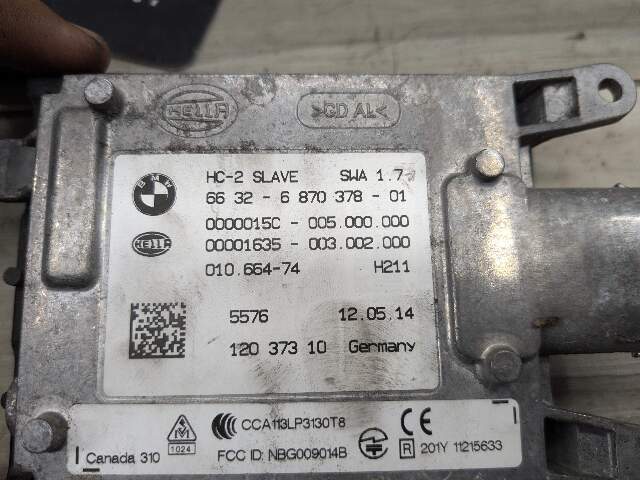 HELLA >GD AL<
BMW HC-2 SLAVE SWA 1.7
66 32 - 6 870 378 - 01
0000015C - 005.000.000
HELLA 00001635 - 003.002.000
010.664-74 H211
5576 12.05.14
120 373 10 Germany
CCA113LP3130T8 CE
Canada 310 1024 FCC ID: NBG009014B R 201Y 11215633